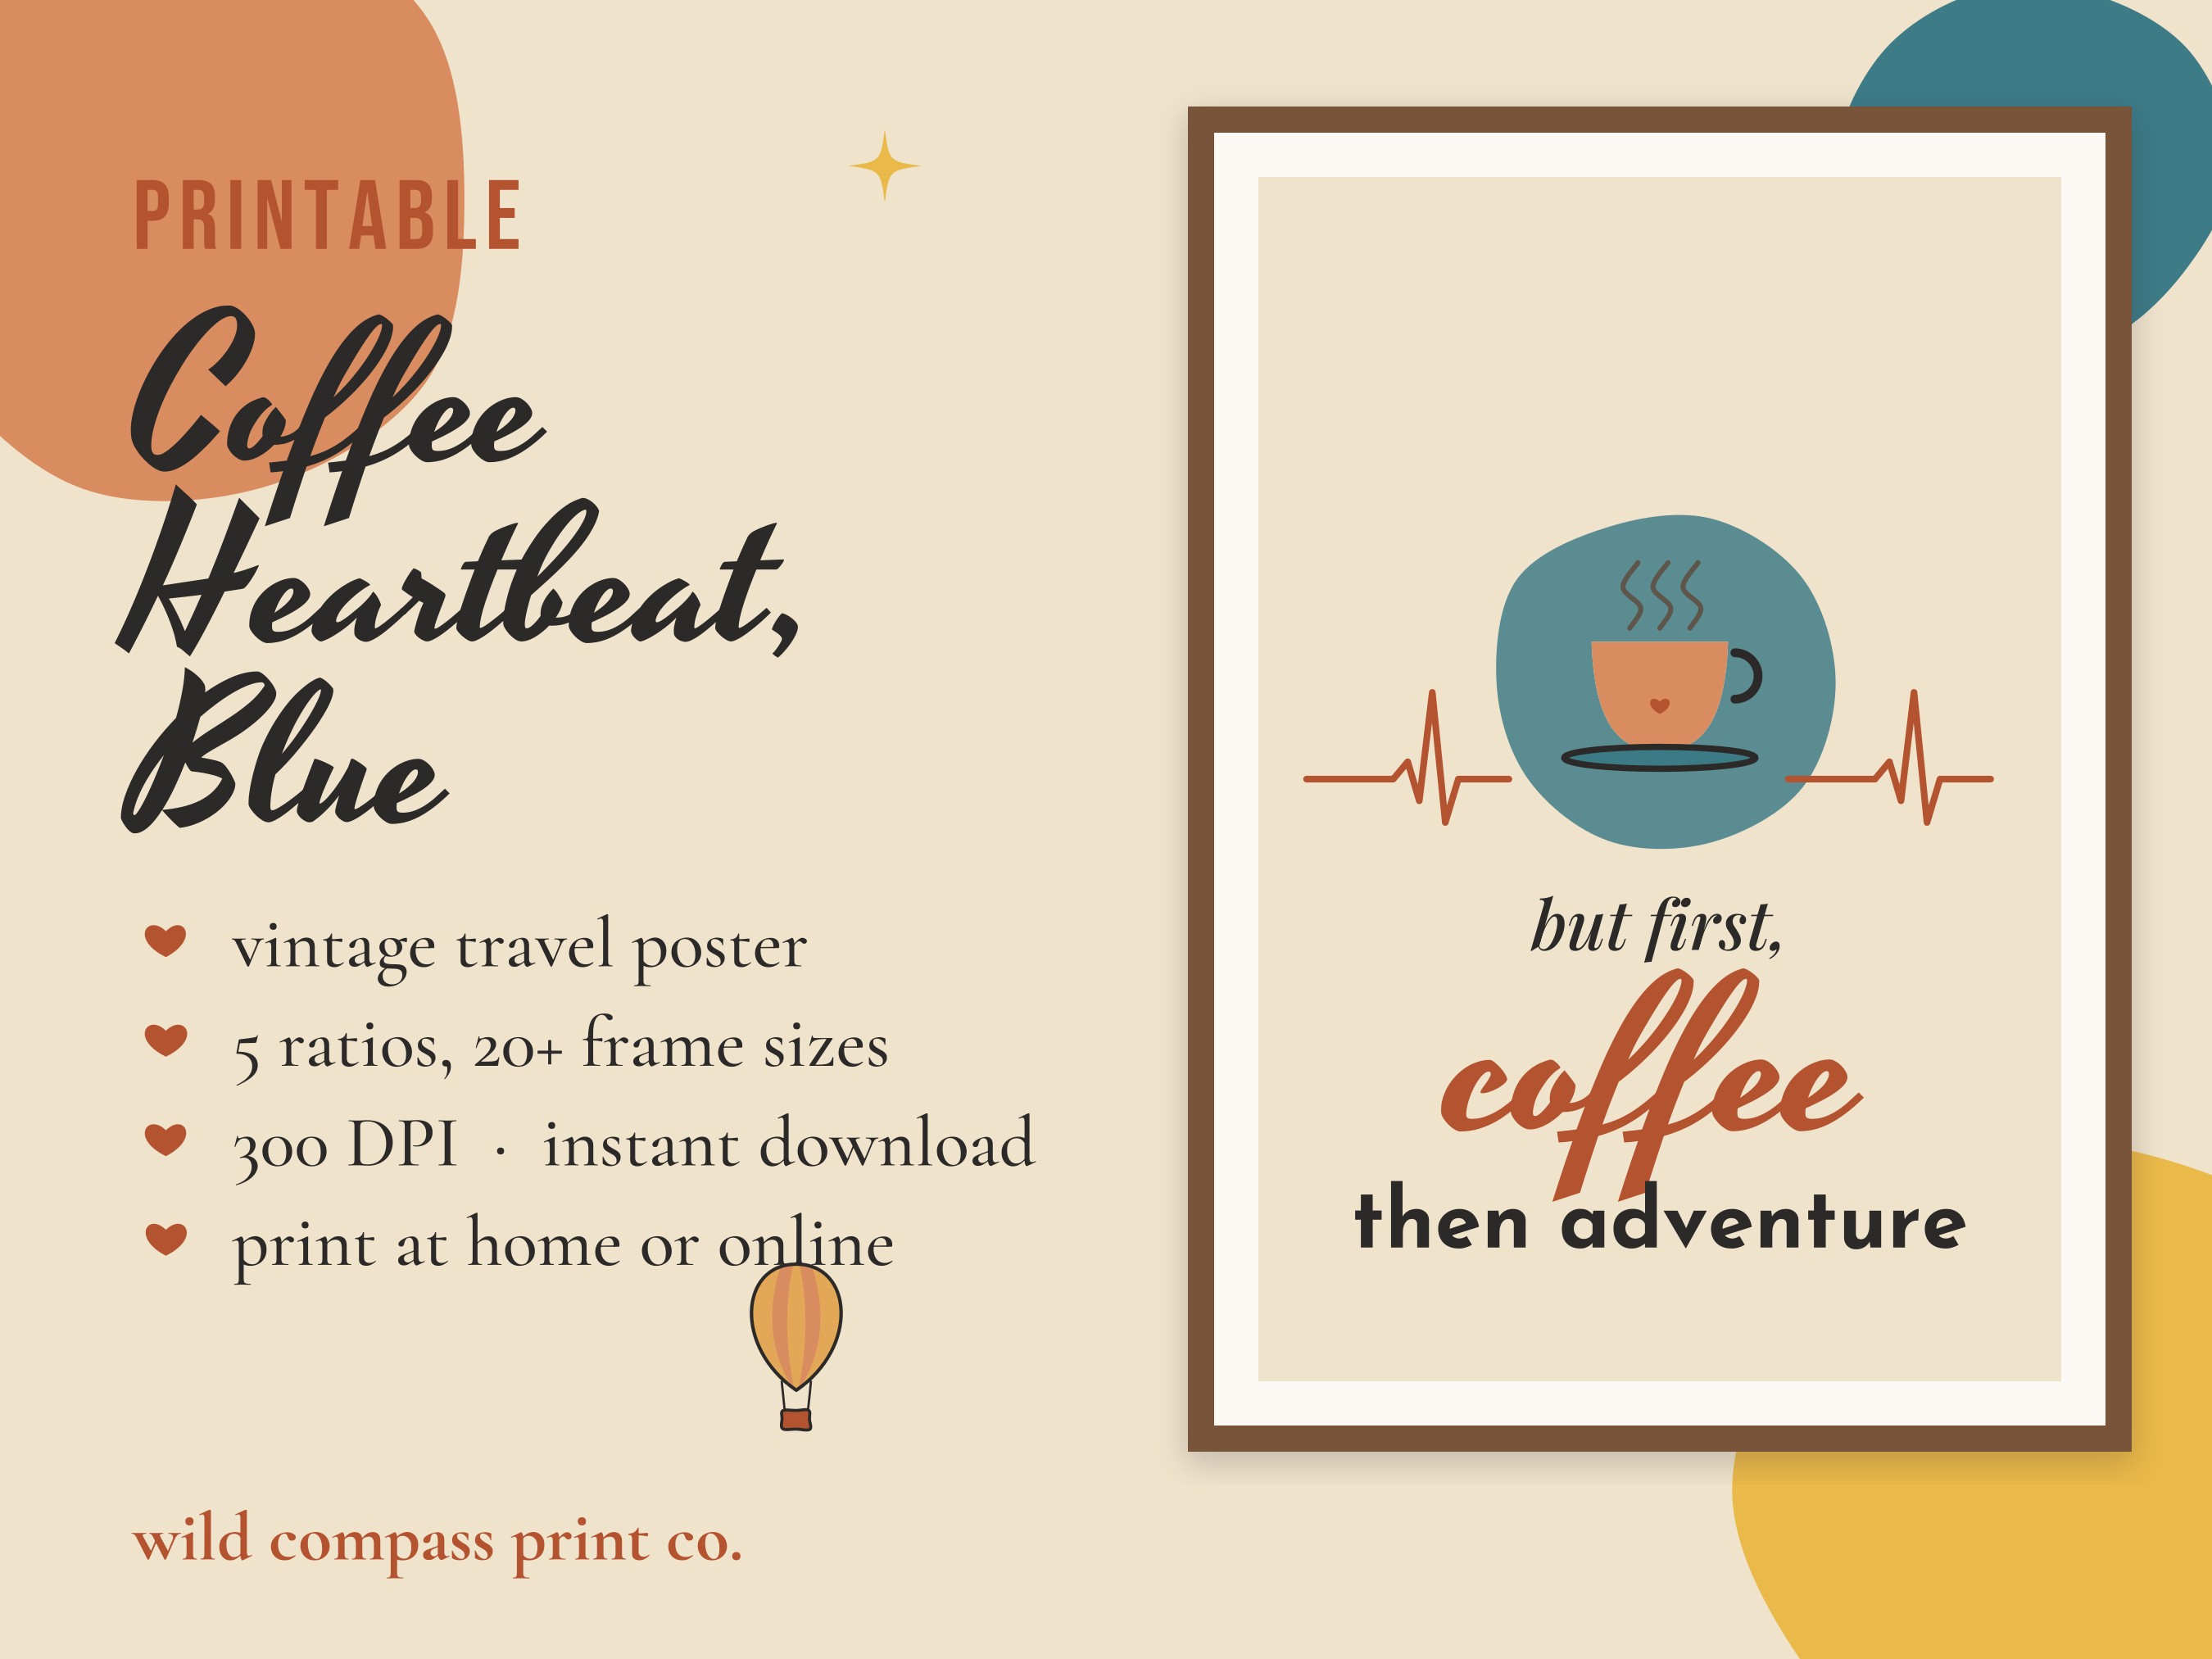 PRINTABLE
Coffee
Heartbeat,
Blue
vintage travel poster
5 ratios, 20+ frame sizes
300 DPI · instant download
print at home or online
wild compass print co.
but first,
coffee
then adventure